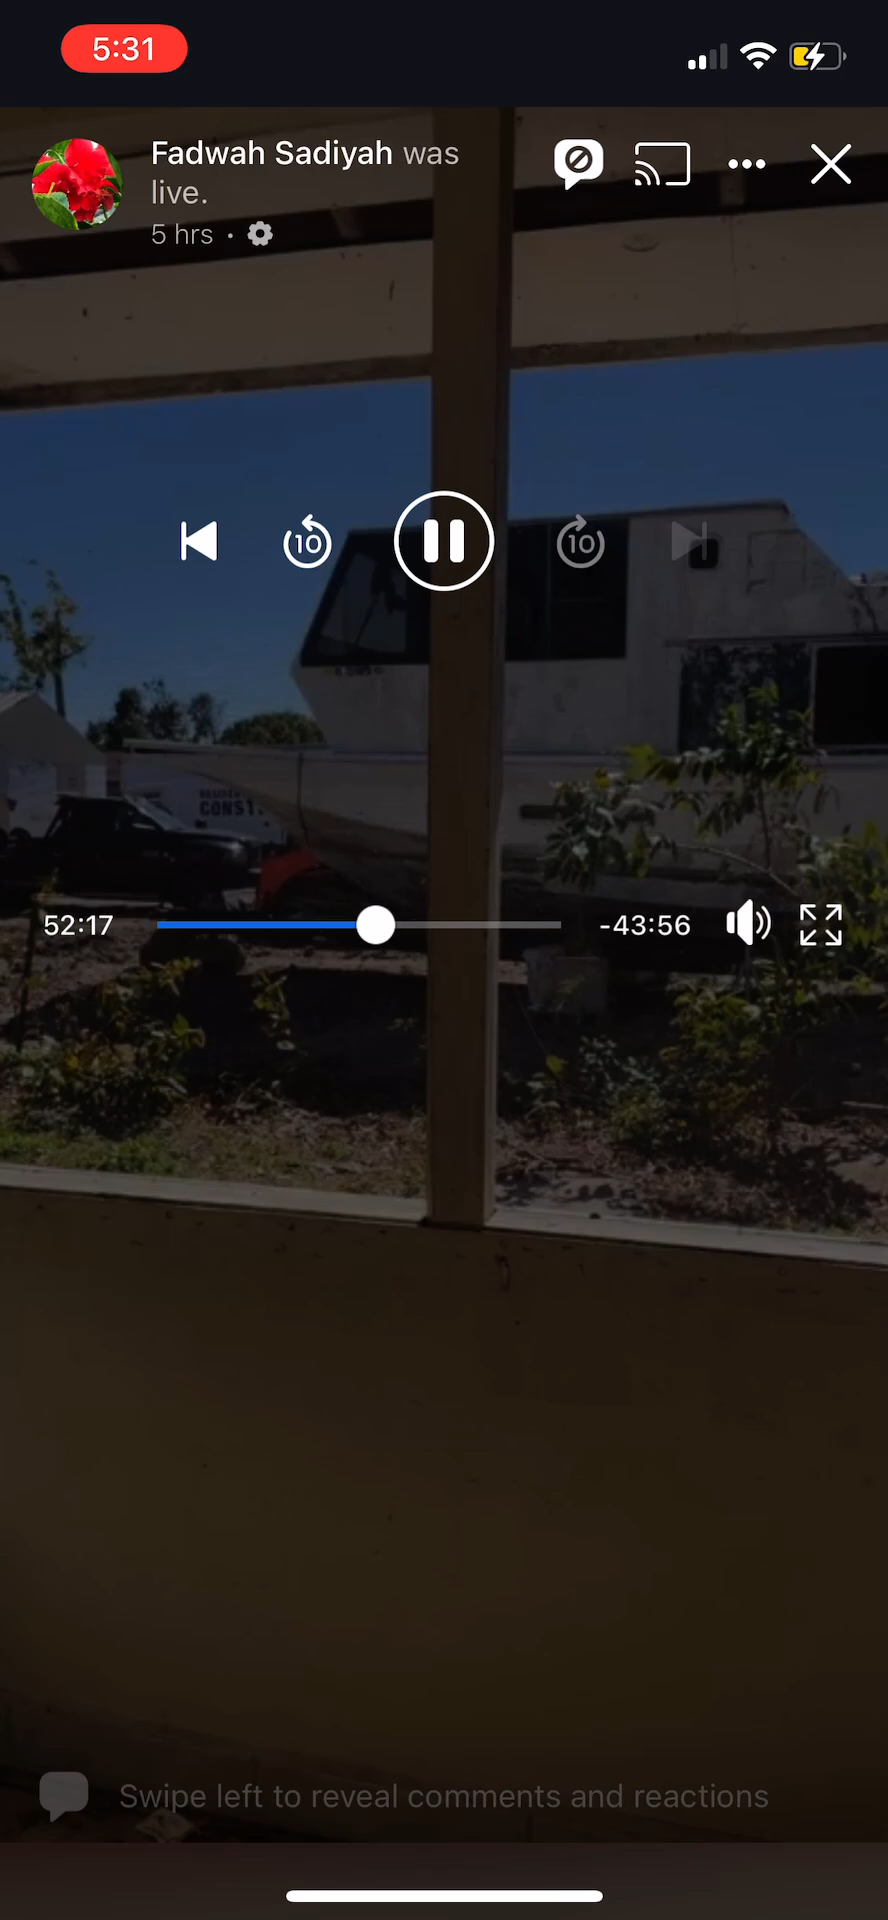 5:31
Fadwah Sadiyah was
live.
5 hrs ·
10
10
CONST.
52:17
-43:56
Swipe left to reveal comments and reactions